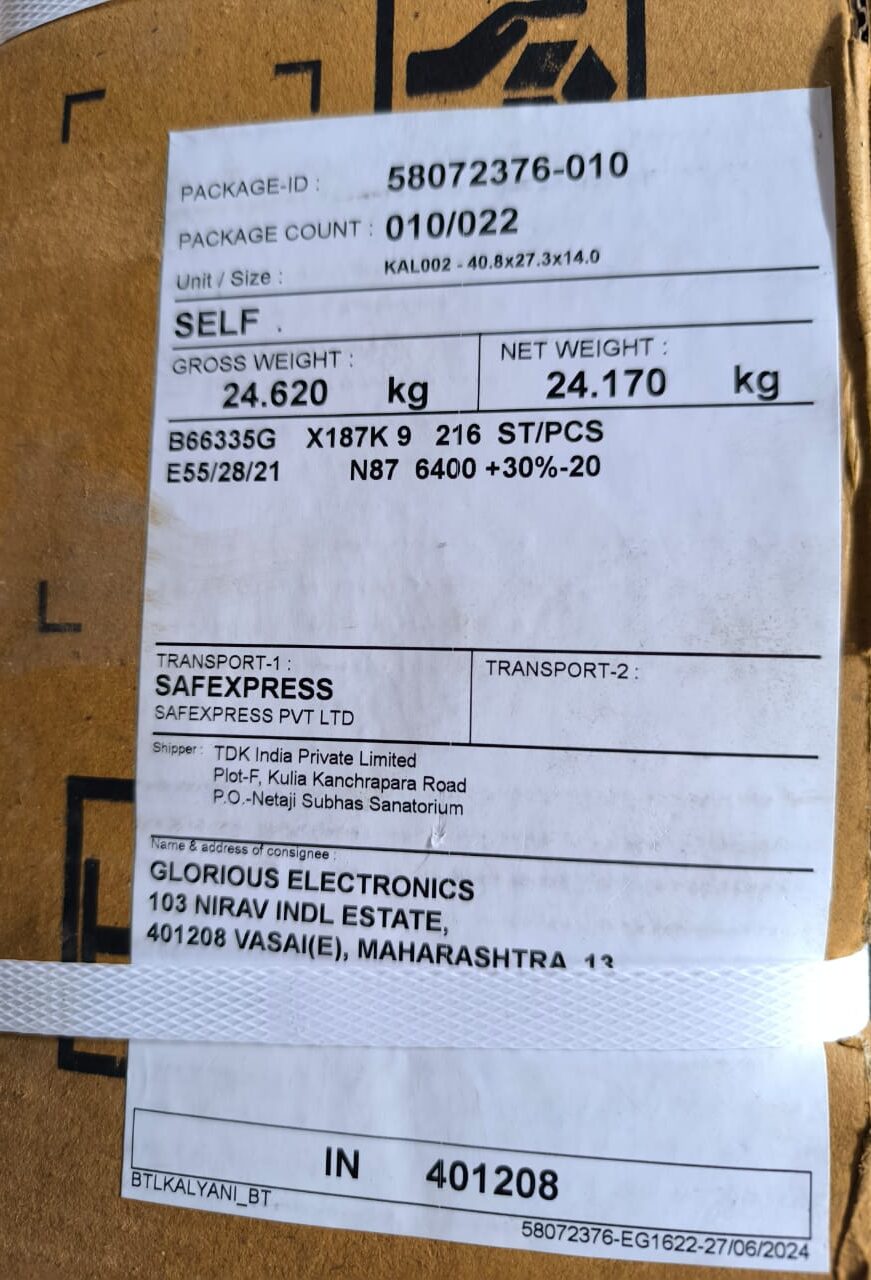 PACKAGE-ID : 58072376-010
PACKAGE COUNT : 010/022
Unit / Size : KAL002 - 40.8x27.3x14.0
SELF .
GROSS WEIGHT : NET WEIGHT :
24.620 kg 24.170 kg
B66335G X187K 9 216 ST/PCS
E55/28/21 N87 6400 +30%-20
TRANSPORT-1 : TRANSPORT-2 :
SAFEXPRESS
SAFEXPRESS PVT LTD
Shipper : TDK India Private Limited
Plot-F, Kulia Kanchrapara Road
P.O.-Netaji Subhas Sanatorium
Name & address of consignee :
GLORIOUS ELECTRONICS
103 NIRAV INDL ESTATE,
401208 VASAI(E), MAHARASHTRA 13
IN 401208
BTLKALYANI_BT
58072376-EG1622-27/06/2024